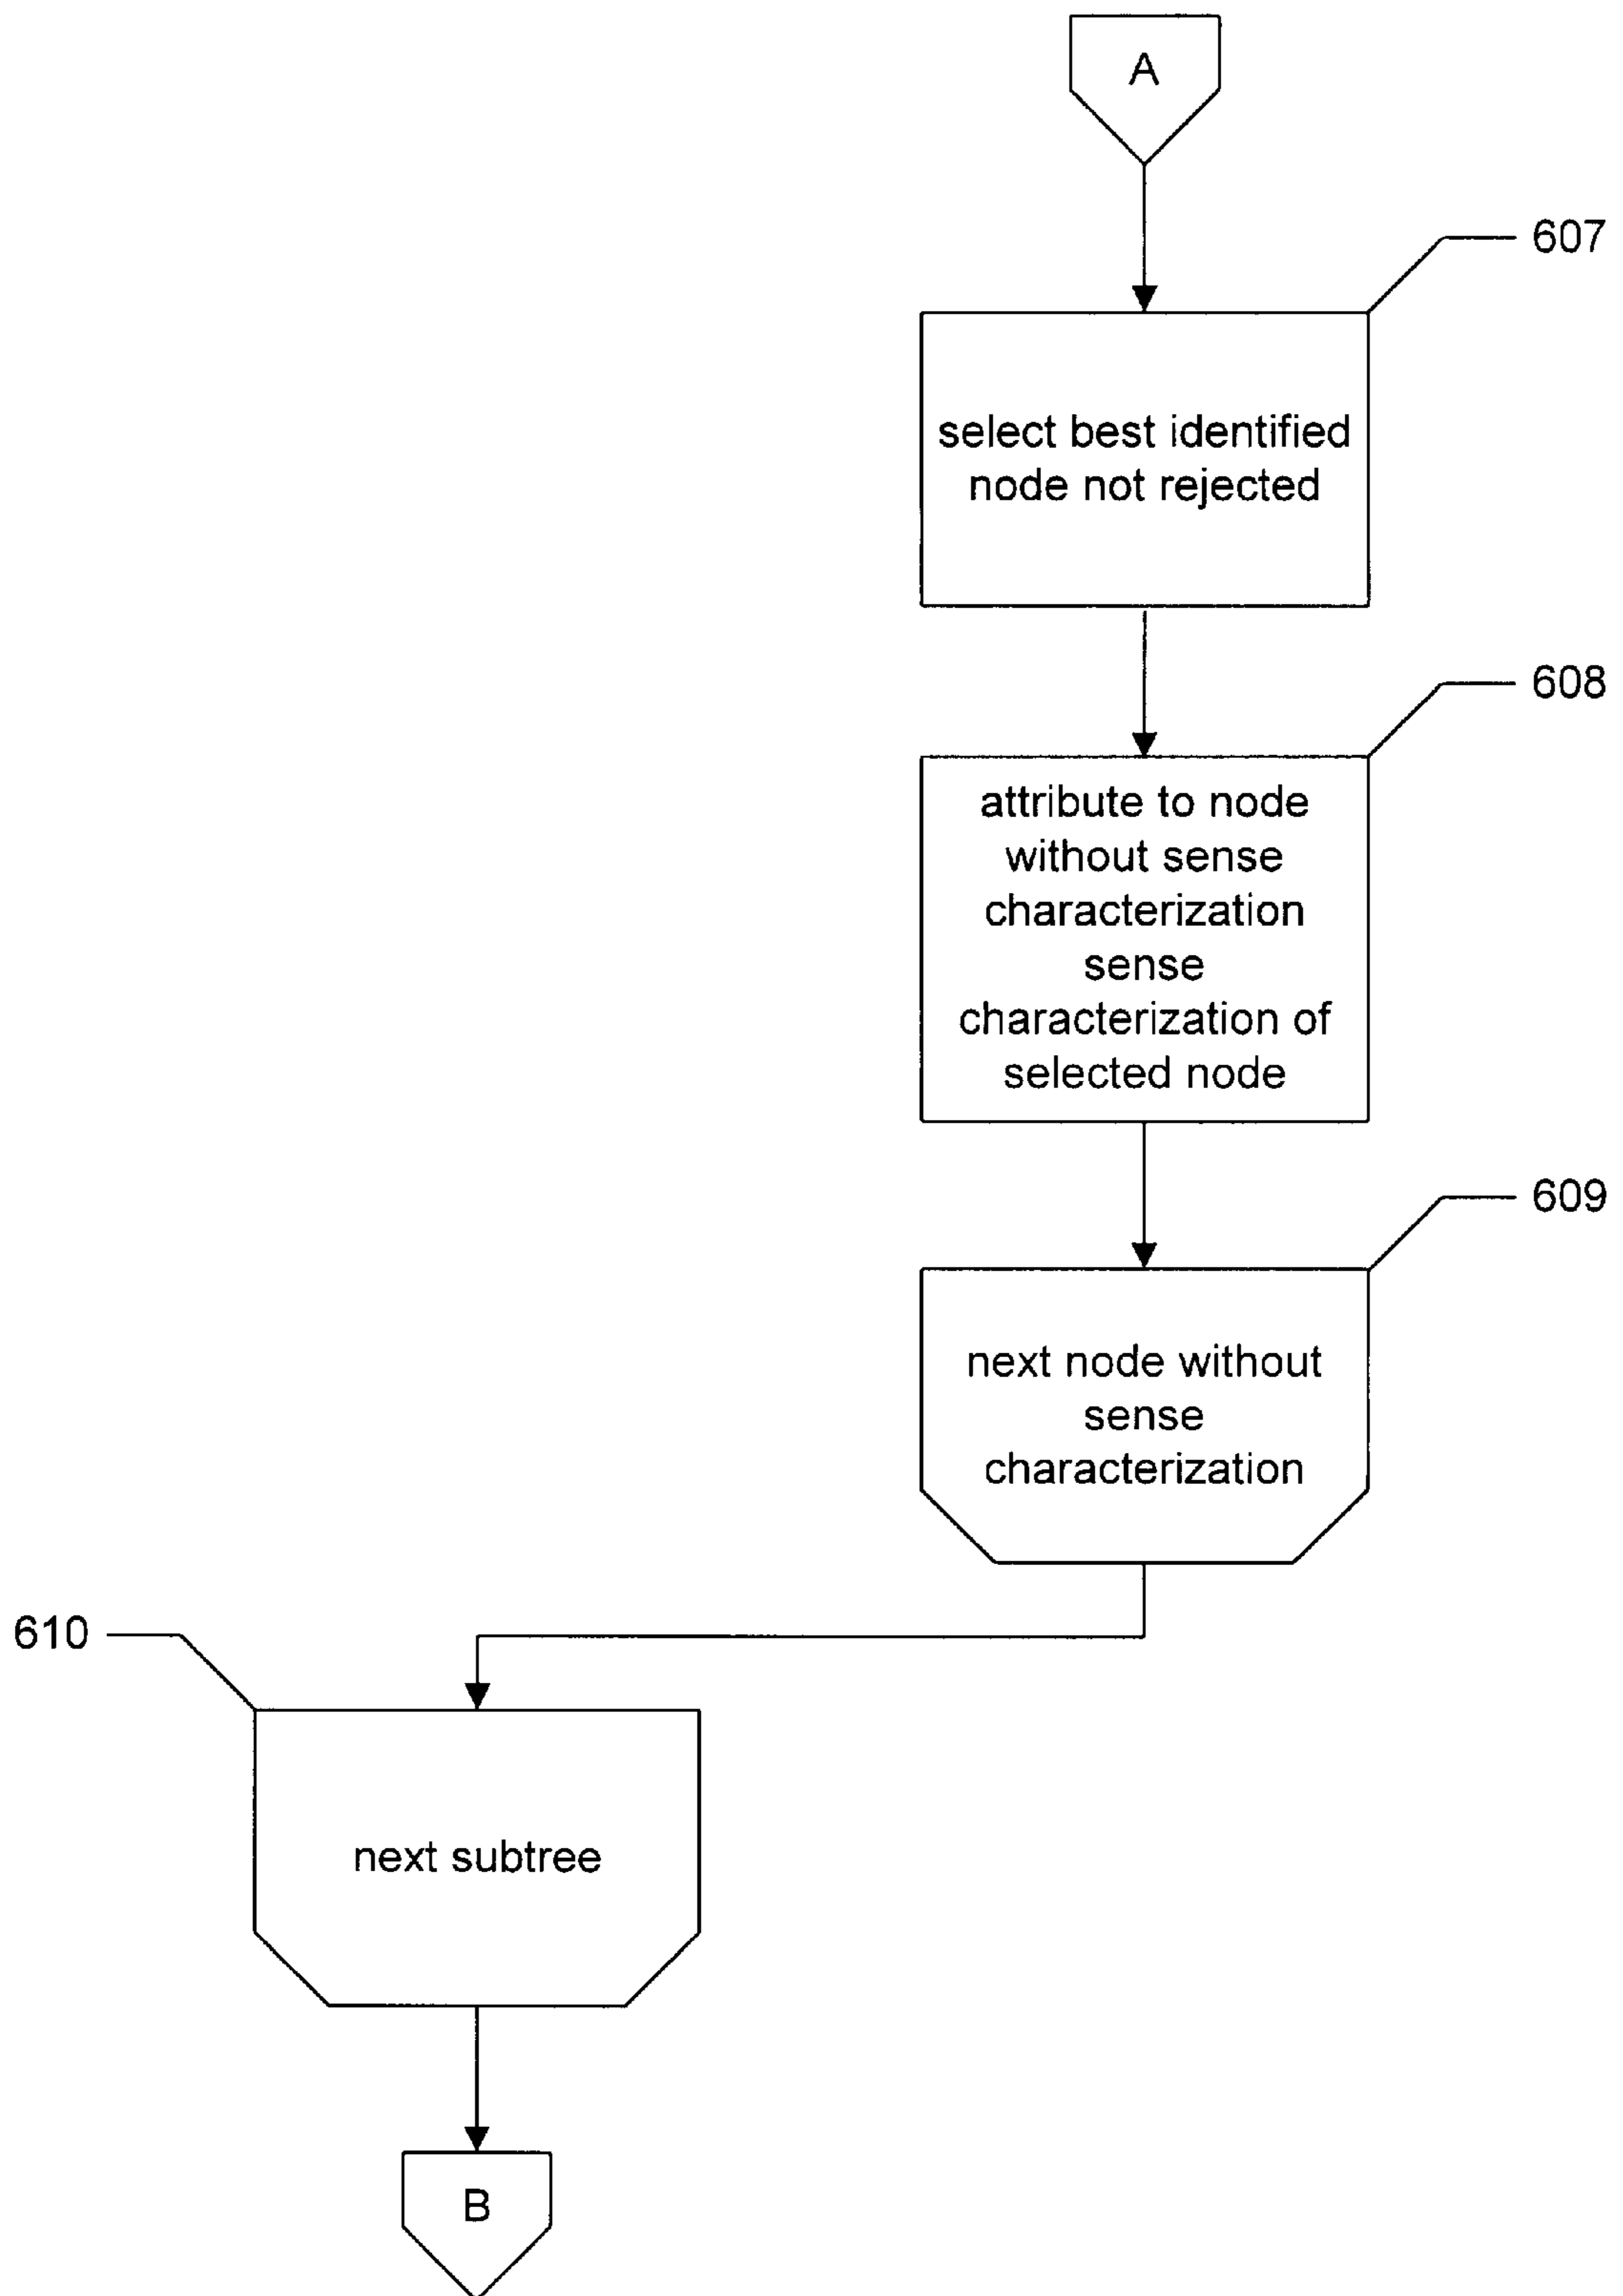 A
607
select best identified
node not rejected
608
attribute to node
without sense
characterization
sense
characterization of
selected node
609
next node without
sense
characterization
610
next subtree
B